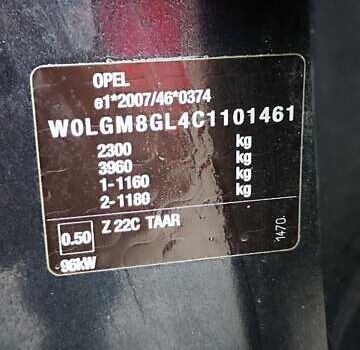 OPEL
e1*2007/46*0374
W0LGM8GL4C1101461
2300 kg
3960 kg
1-1160 kg
2-1180 kg
0.50 Z 22C TAAR
96kW
1470.